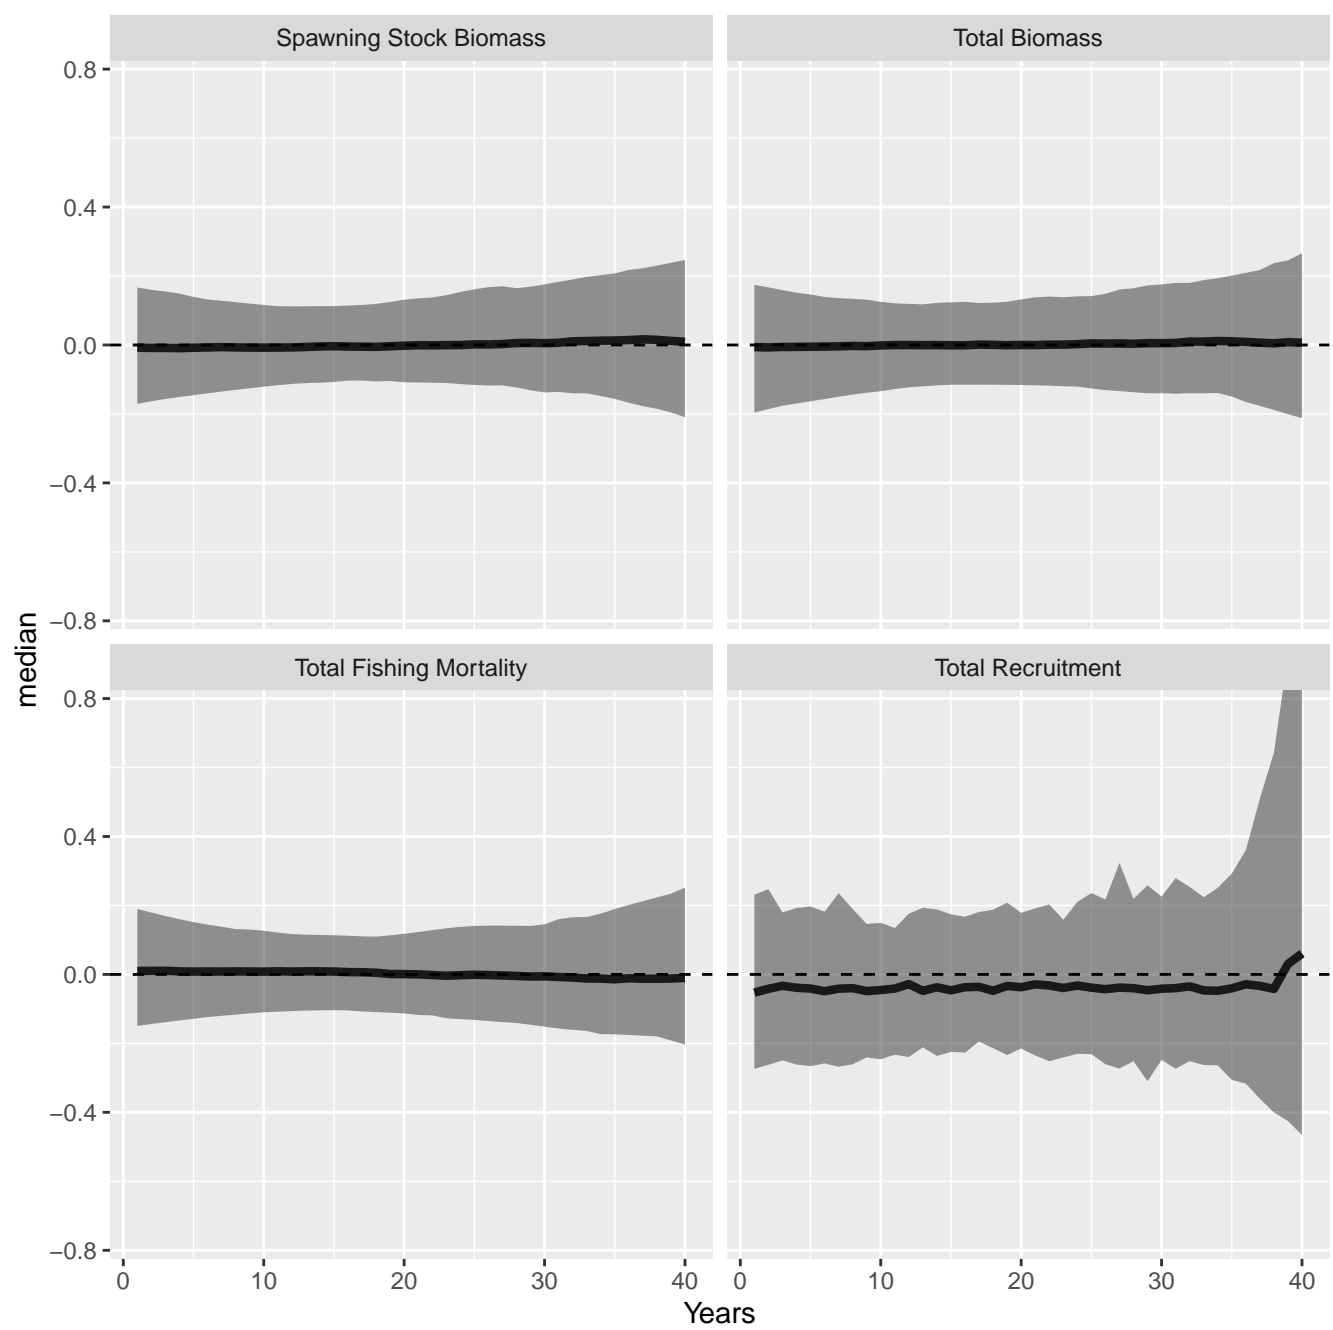 Spawning Stock Biomass
Total Biomass
0.8
0.4
0.0
−0.4
−0.8
Total Fishing Mortality
Total Recruitment
0.8
0.4
0.0
−0.4
−0.8
0 10 20 30 40
0 10 20 30 40
Years
median